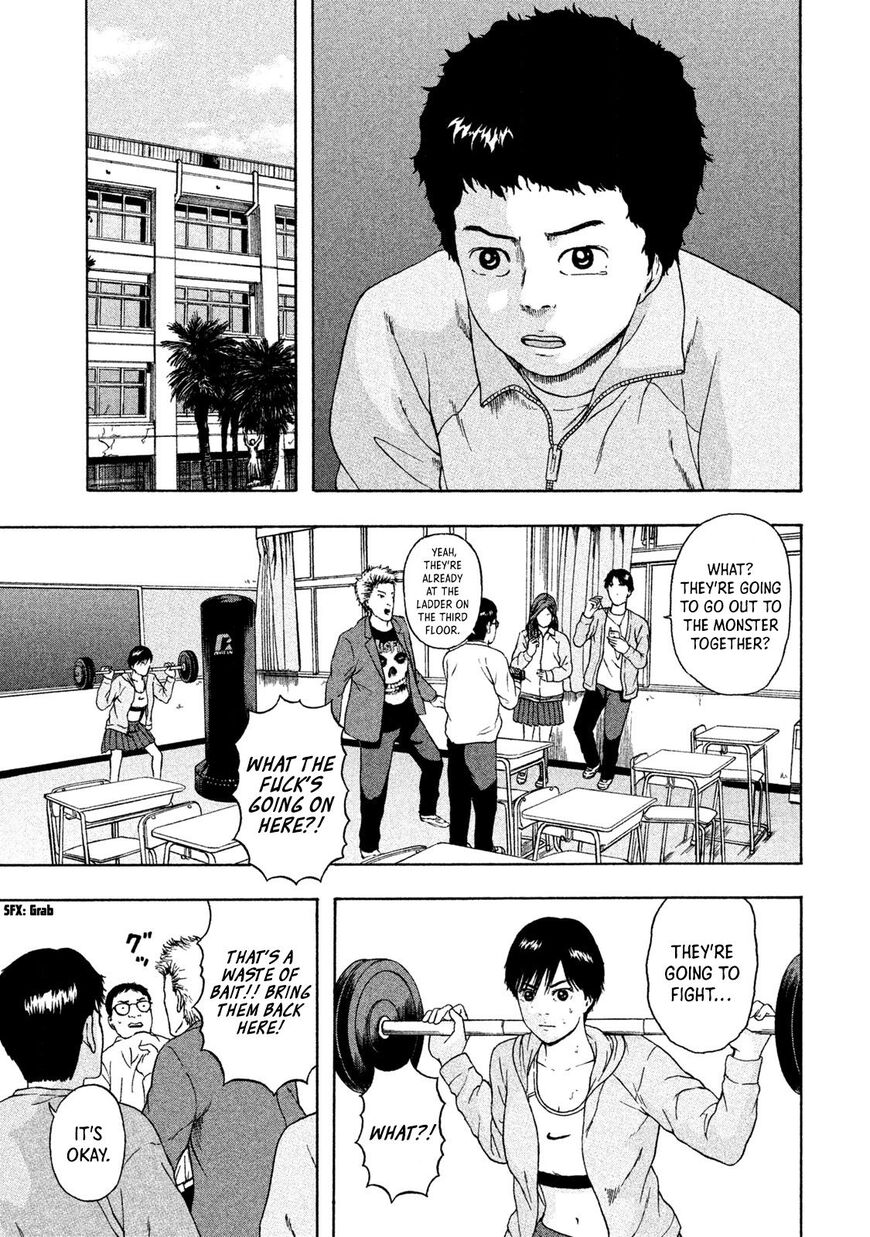 WHAT?
THEY'RE GOING
TO GO OUT TO
THE MONSTER
TOGETHER?
YEAH,
THEY'RE
ALREADY
AT THE
LADDER ON
THE THIRD
FLOOR.
WHAT THE
FUCK'S
GOING ON
HERE?!
THEY'RE
GOING TO
FIGHT...
WHAT?!
SFX: Grab
グッ
THAT'S A
WASTE OF
BAIT!! BRING
THEM BACK
HERE!
IT'S
OKAY.